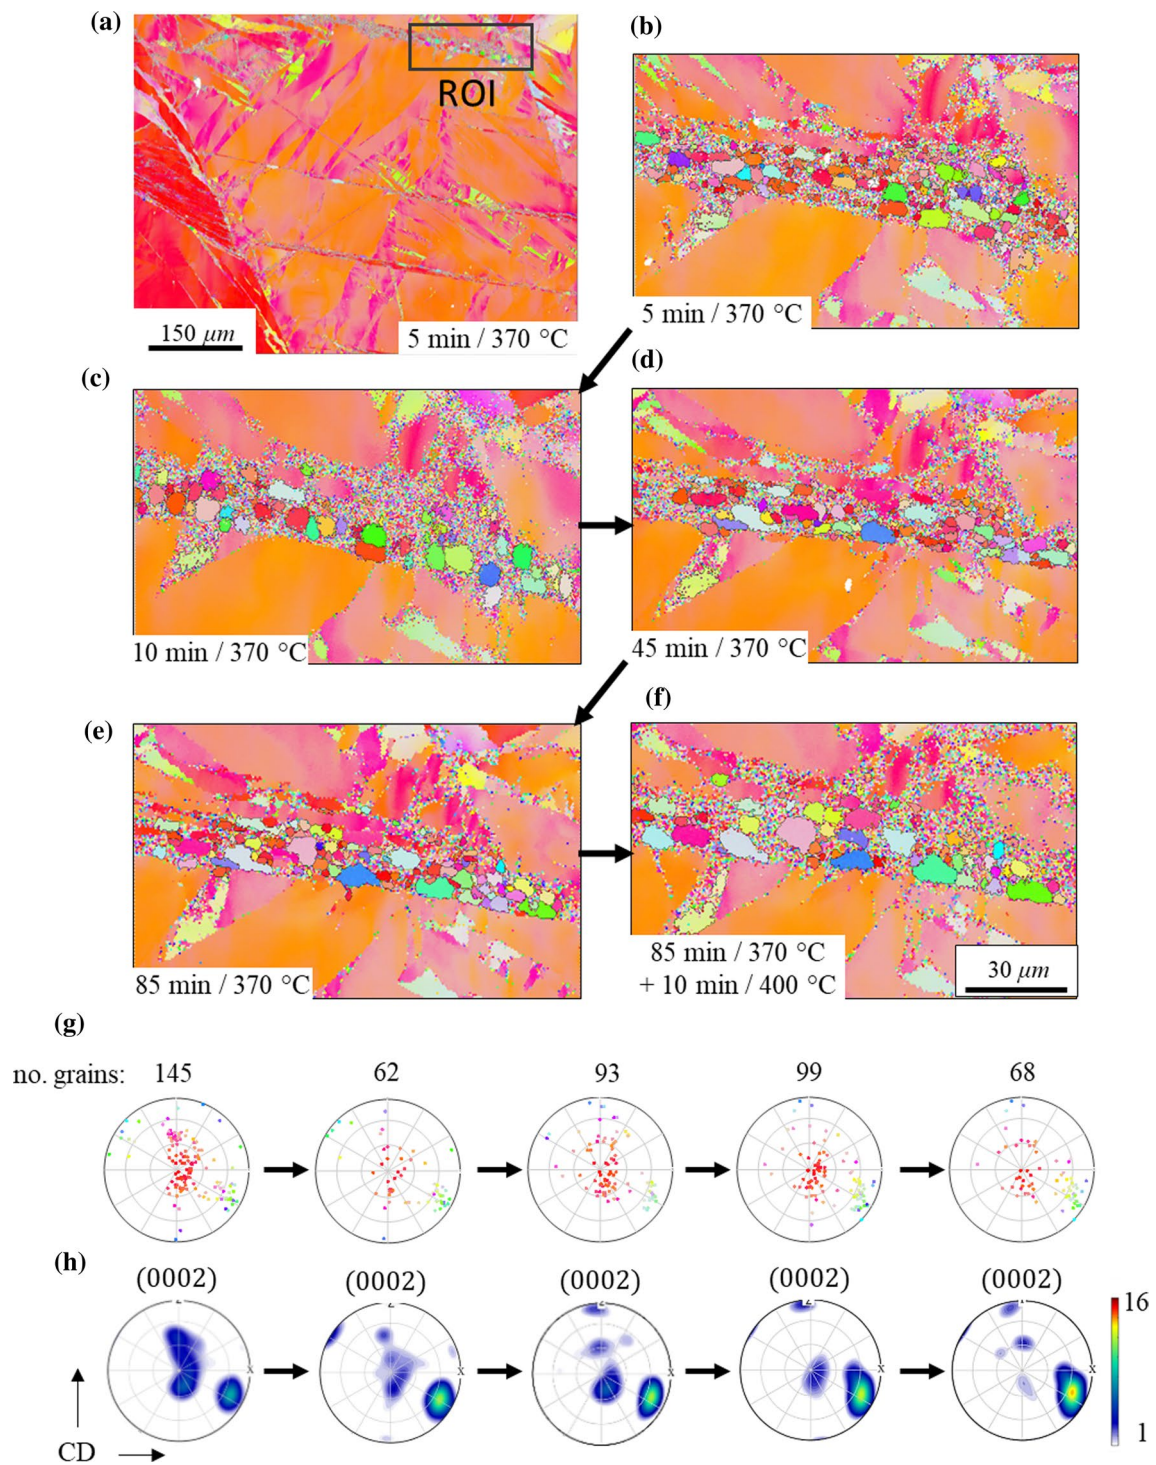 (a)
ROI
150 μm
5 min / 370 °C
(b)
5 min / 370 °C
(c)
10 min / 370 °C
(d)
45 min / 370 °C
(e)
85 min / 370 °C
(f)
85 min / 370 °C
+ 10 min / 400 °C
30 μm
(g)
no. grains: 145 62 93 99 68
(h)
(0002) (0002) (0002) (0002) (0002)
X X X X X
16
1
CD